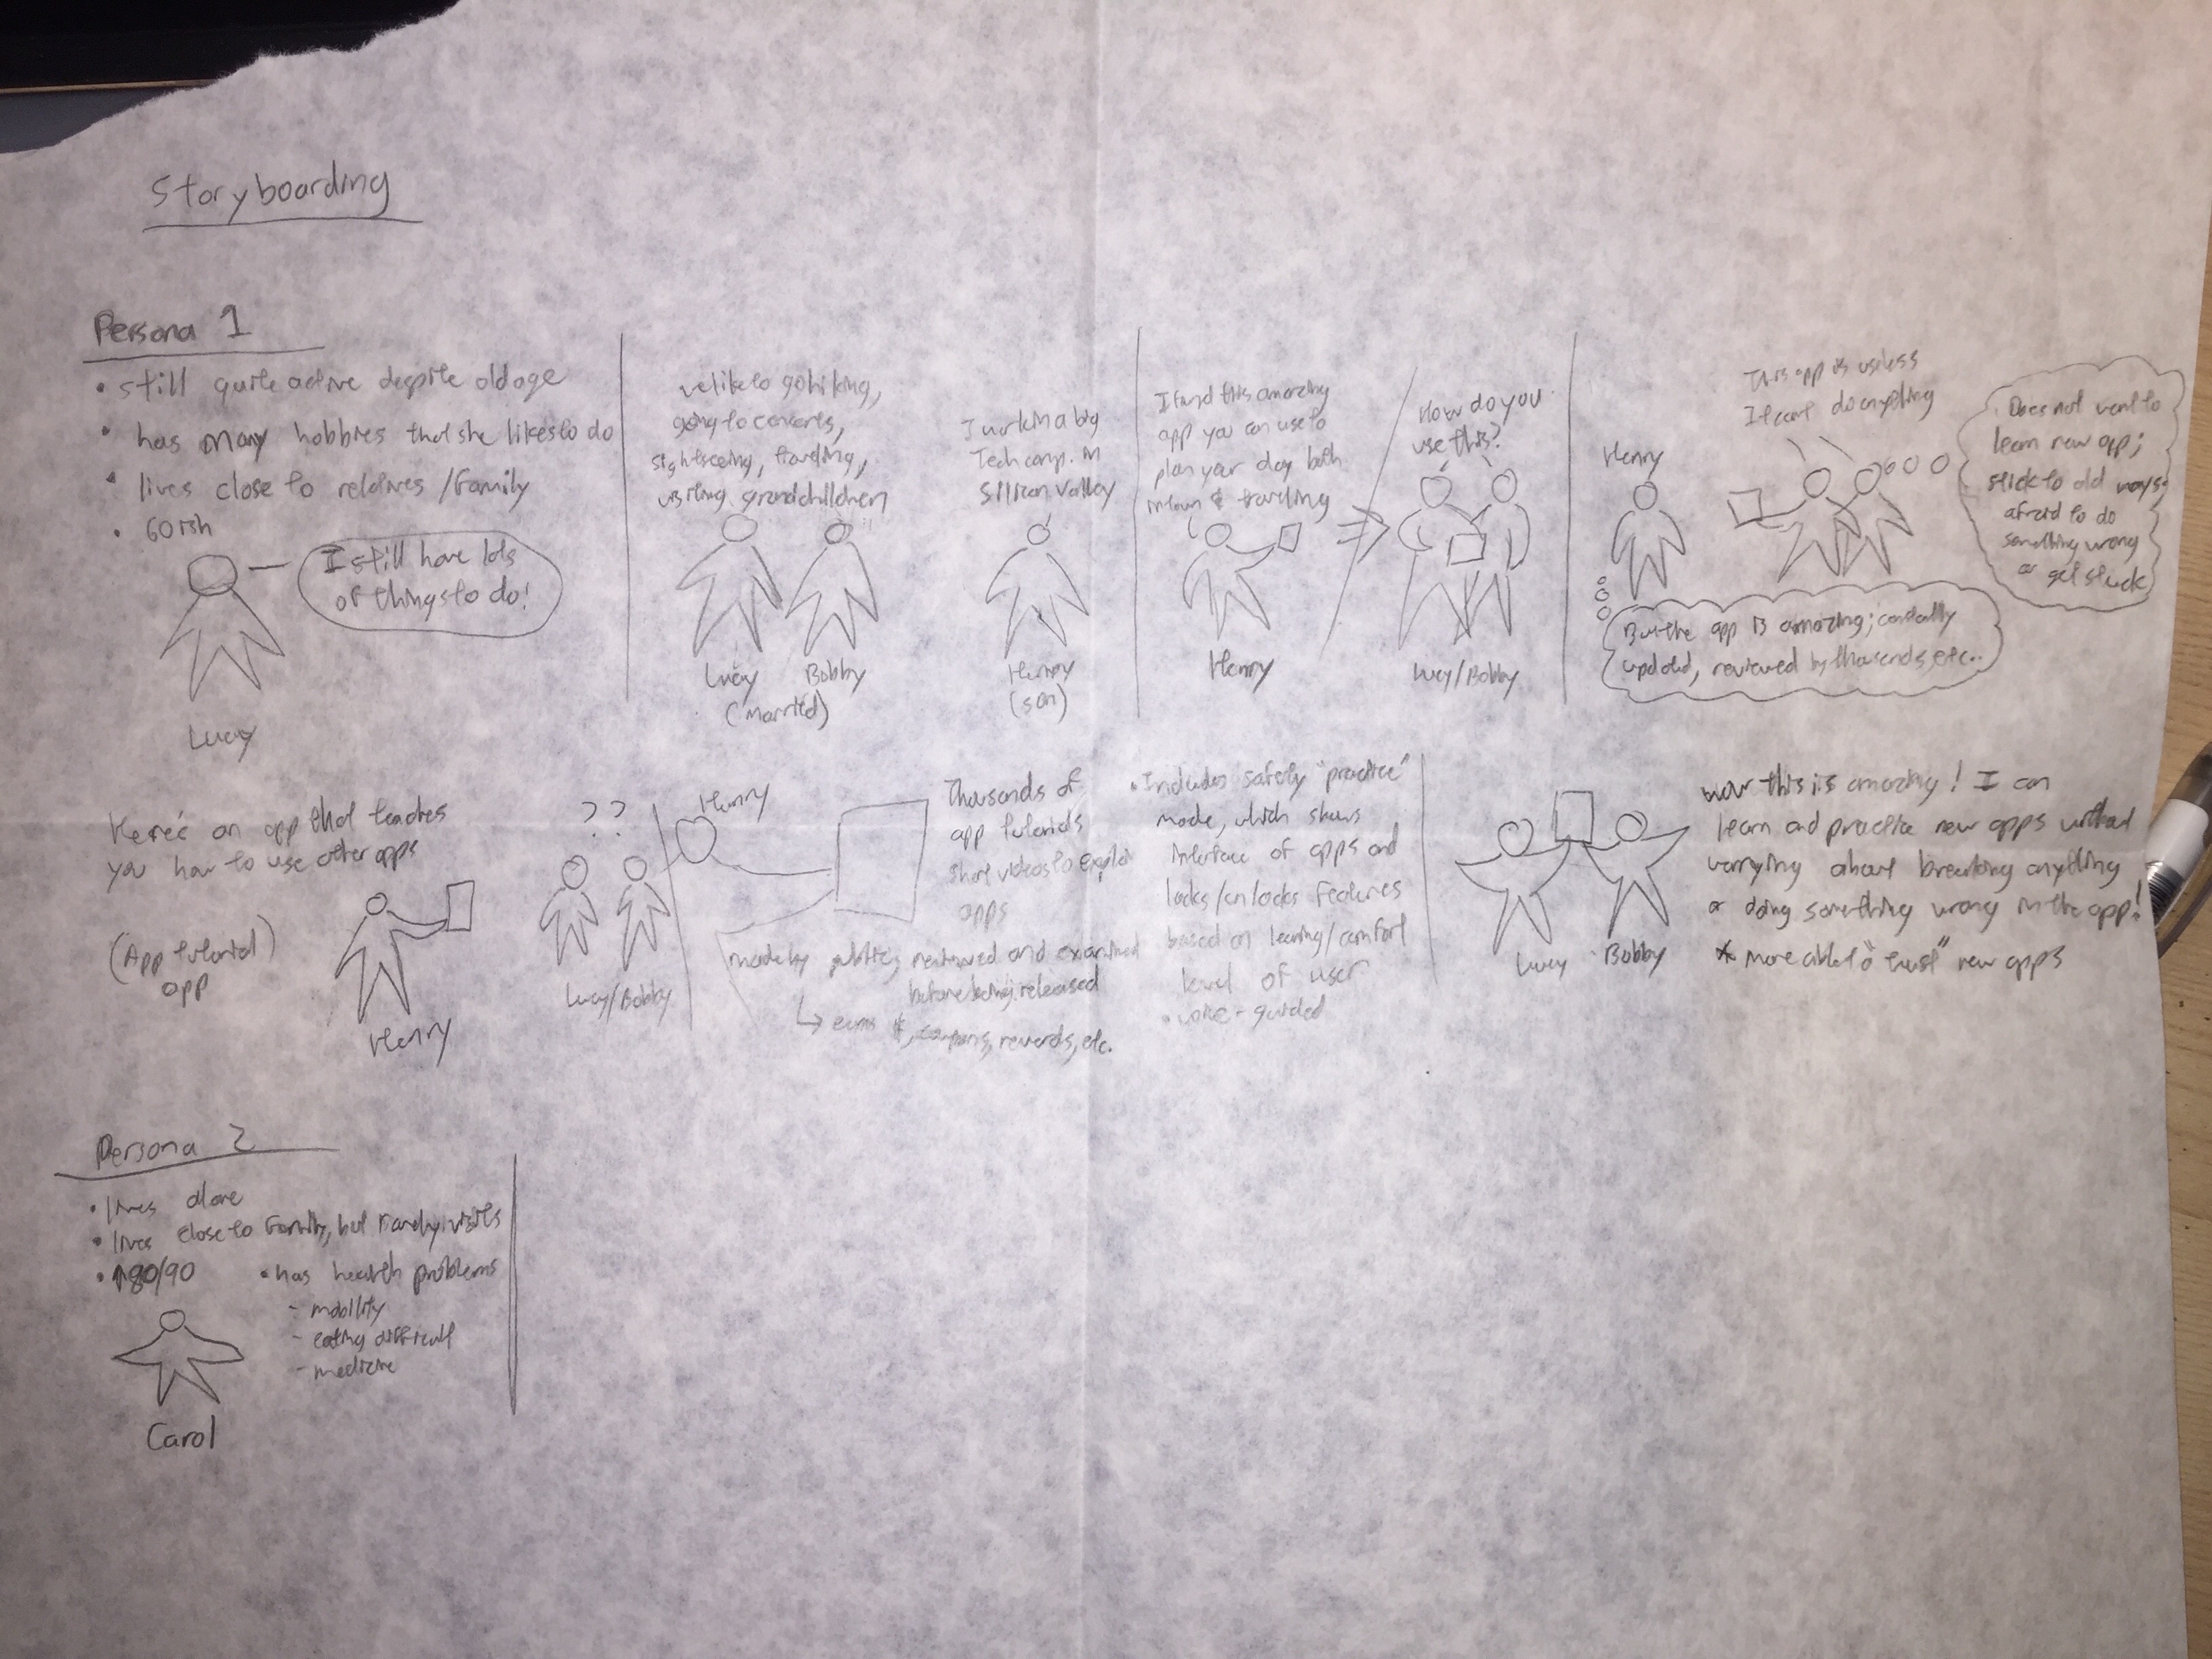 Storyboarding
Persona 1
• still quite active despite old age
• has many hobbies that she likes to do
• lives close to relatives / family
• 60ish
I still have lots
of things to do!
Lucy
We like to go hiking,
going to concerts,
sightseeing, traveling,
visiting grandchildren
Lucy
Bobby
(married)
I work in a big
Tech comp. in
Silicon Valley
Henry
(son)
I found this amazing
app you can use to
plan your day both
in town & traveling
Henry
How do you
use this?
Lucy/Bobby
Henry
This app is useless
I can't do anything
Does not want to
learn new app;
stick to old ways;
afraid to do
something wrong
or get stuck
But the app is amazing; constantly
updated, reviewed by thousands, etc..
Here's an app that teaches
you how to use other apps
(App tutorial)
app
Henry
??
Lucy/Bobby
Henry
Thousands of
app tutorials
short videos to explain
apps
made by public, reviewed and examined
before being released
↳ earns $, coupons, rewards, etc.
• Includes safety "practice"
mode, which shows
interface of apps and
locks/unlocks features
based on learning/comfort
level of user
• voice-guided
Lucy
Bobby
wow this is amazing! I can
learn and practice new apps without
worrying about breaking anything
or doing something wrong in the app!
* more able to "trust" new apps
Persona 2
• lives alone
• lives close to family, but rarely visits
• 80/90
• has health problems
- mobility
- eating difficult
- medicine
Carol